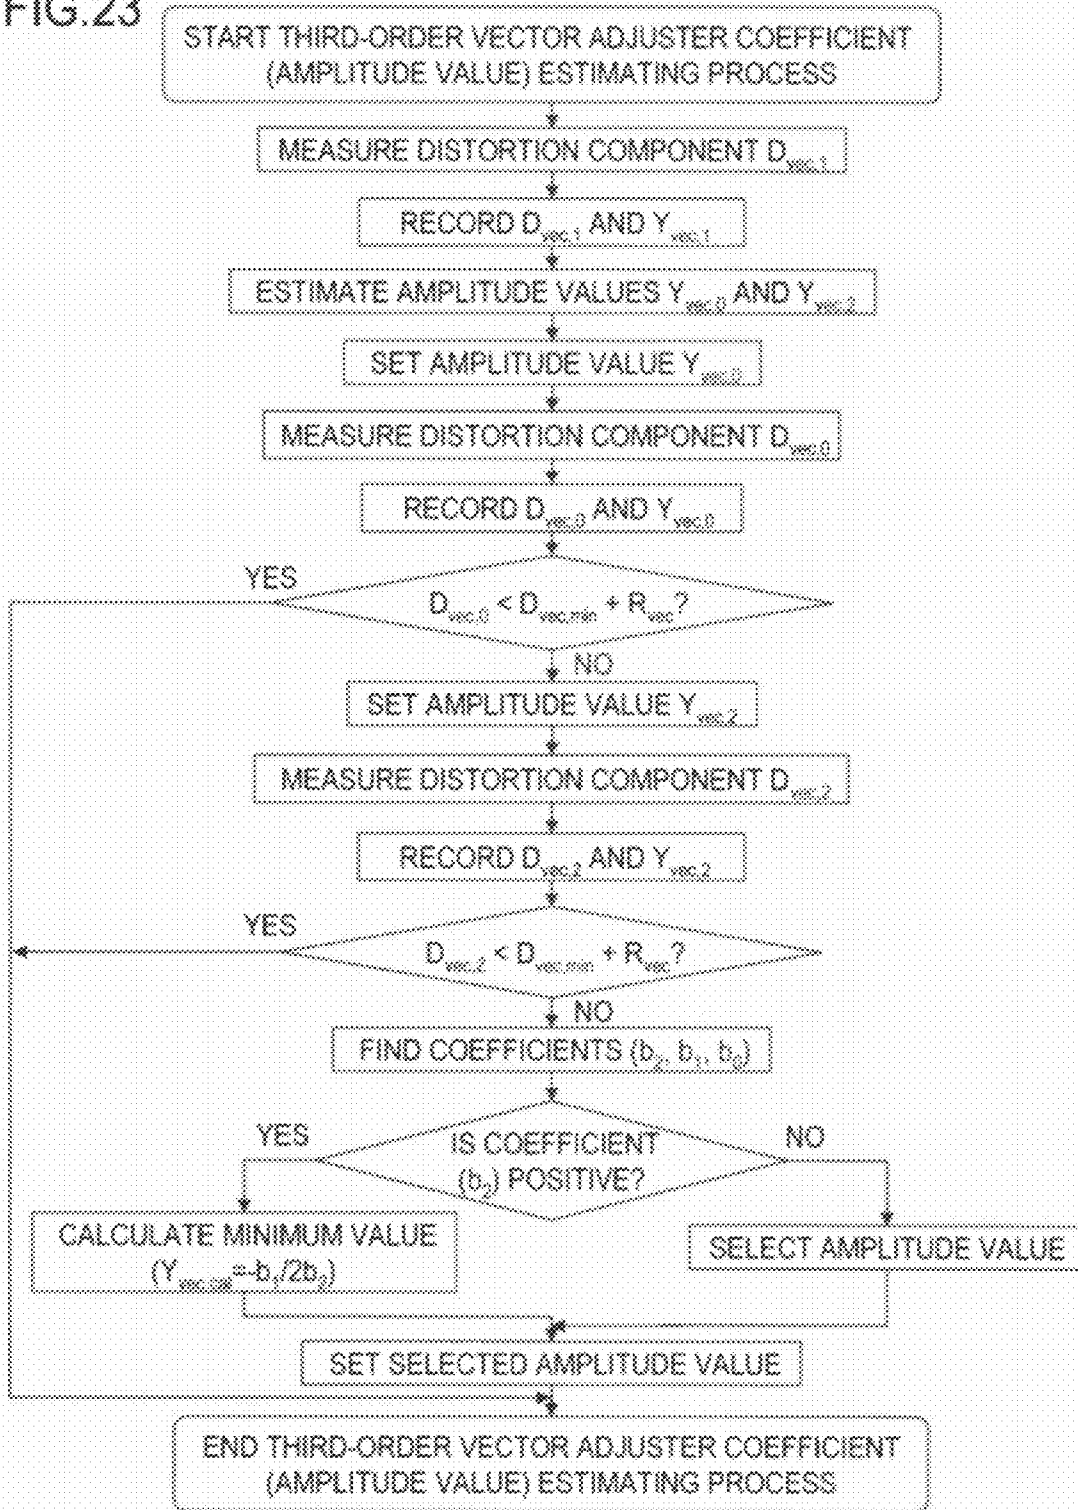 FIG.23
START THIRD-ORDER VECTOR ADJUSTER COEFFICIENT
(AMPLITUDE VALUE) ESTIMATING PROCESS
MEASURE DISTORTION COMPONENT Dvec,1
RECORD Dvec,1 AND Yvec,1
ESTIMATE AMPLITUDE VALUES Yvec,0 AND Yvec,2
SET AMPLITUDE VALUE Yvec,0
MEASURE DISTORTION COMPONENT Dvec,0
RECORD Dvec,0 AND Yvec,0
YES
Dvec,0 < Dvec,min + Rvec?
NO
SET AMPLITUDE VALUE Yvec,2
MEASURE DISTORTION COMPONENT Dvec,2
RECORD Dvec,2 AND Yvec,2
YES
Dvec,2 < Dvec,min + Rvec?
NO
FIND COEFFICIENTS (b2, b1, b0)
YES
IS COEFFICIENT
(b2) POSITIVE?
NO
CALCULATE MINIMUM VALUE
(Yvec,cal=-b1/2b2)
SELECT AMPLITUDE VALUE
SET SELECTED AMPLITUDE VALUE
END THIRD-ORDER VECTOR ADJUSTER COEFFICIENT
(AMPLITUDE VALUE) ESTIMATING PROCESS